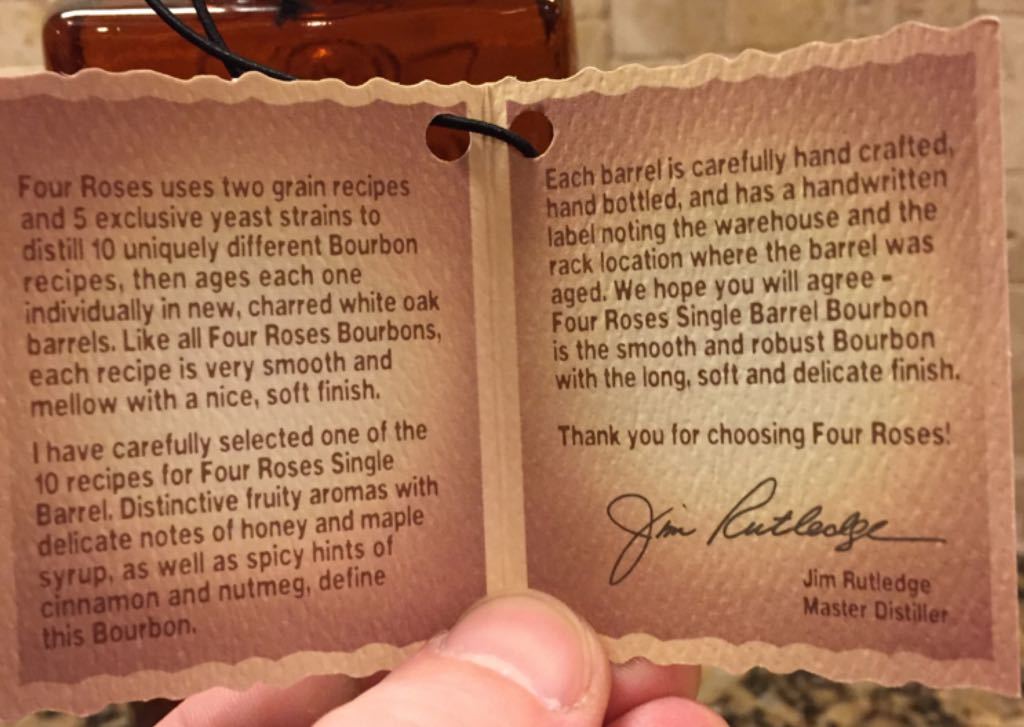 Four Roses uses two grain recipes
and 5 exclusive yeast strains to
distill 10 uniquely different Bourbon
recipes, then ages each one
individually in new, charred white oak
barrels. Like all Four Roses Bourbons,
each recipe is very smooth and
mellow with a nice, soft finish.
I have carefully selected one of the
10 recipes for Four Roses Single
Barrel. Distinctive fruity aromas with
delicate notes of honey and maple
syrup, as well as spicy hints of
cinnamon and nutmeg, define
this Bourbon.
Each barrel is carefully hand crafted,
hand bottled, and has a handwritten
label noting the warehouse and the
rack location where the barrel was
aged. We hope you will agree -
Four Roses Single Barrel Bourbon
is the smooth and robust Bourbon
with the long, soft and delicate finish.
Thank you for choosing Four Roses!
Jim Rutledge
Jim Rutledge
Master Distiller